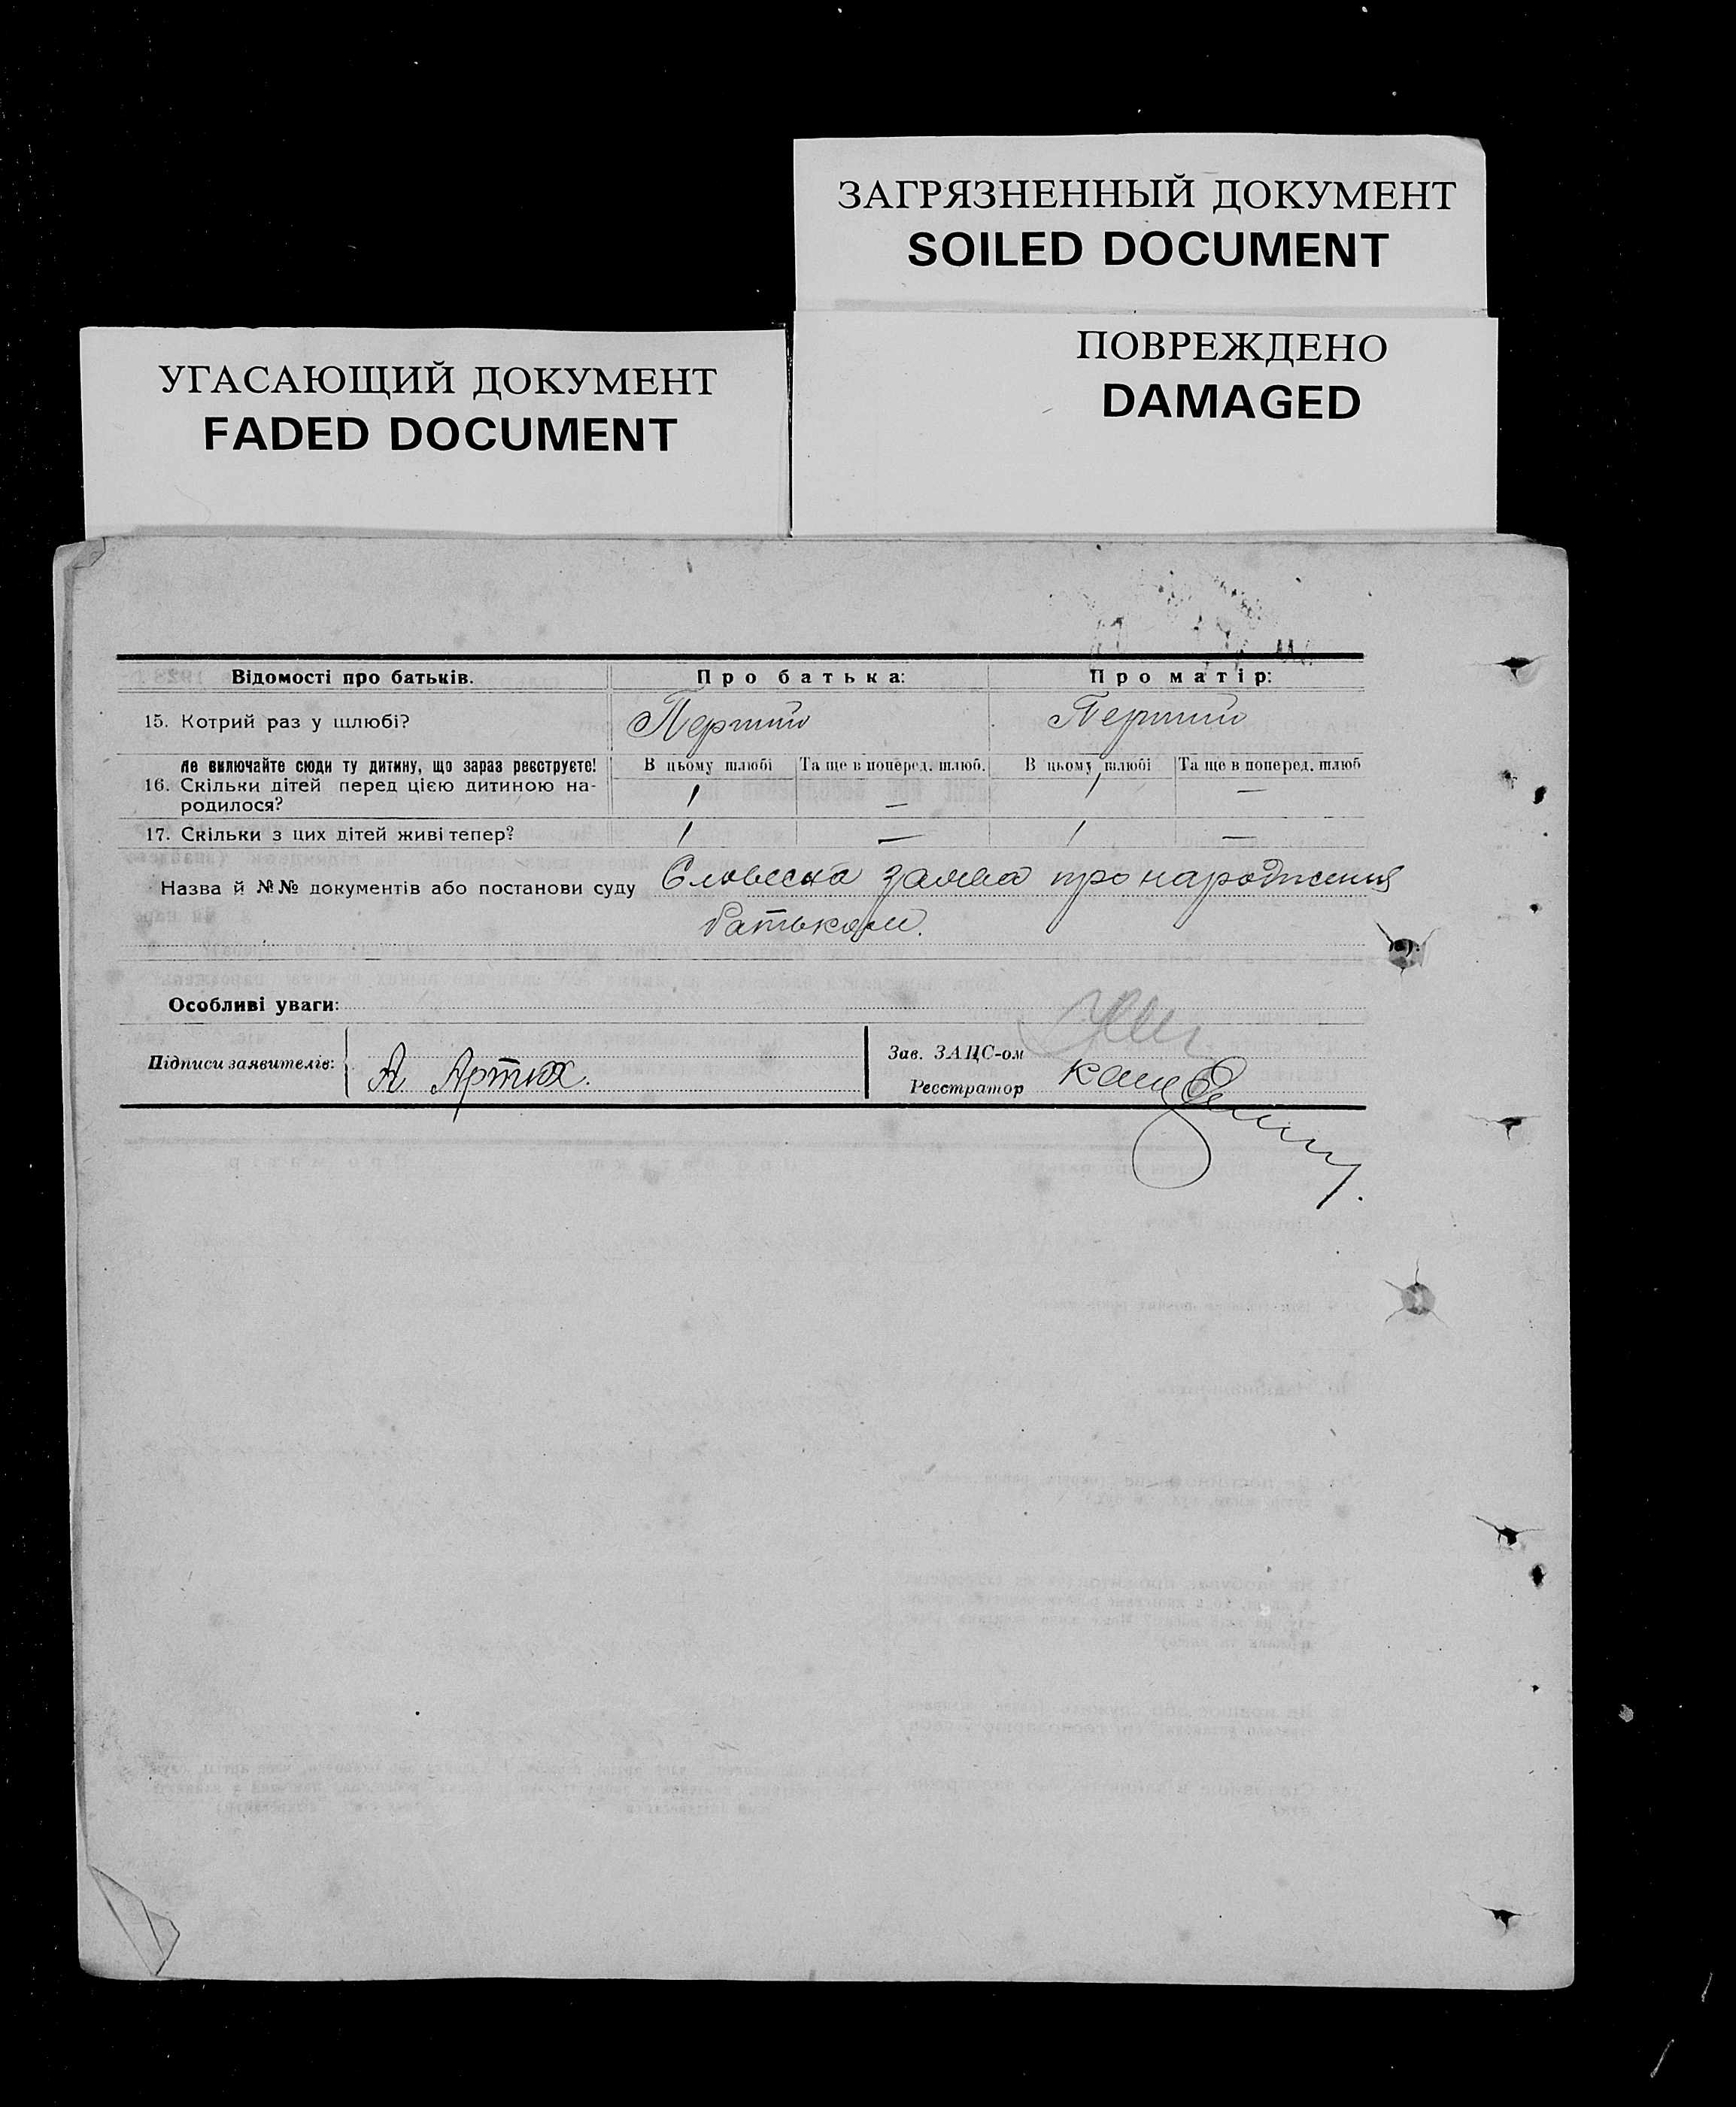 ЗАГРЯЗНЕННЫЙ ДОКУМЕНТ
SOILED DOCUMENT
ПОВРЕЖДЕНО
DAMAGED
УГАСАЮЩИЙ ДОКУМЕНТ
FADED DOCUMENT
Відомості про батьків. Про батька: Про матір:
15. Котрий раз у шлюбі? Перший Перший
не включайте сюди ту дитину, що зараз реєструєте! В цьому шлюбі Та ще в поперед. шлюб. В цьому шлюбі Та ще в поперед. шлюб
16. Скільки дітей перед цією дитиною на-
родилося? 1 — 1 —
17. Скільки з цих дітей живі тепер? 1 — 1 —
Назва й №№ документів або постанови суду Словесна заява про народження
батьком.
Особливі уваги:
Підписи заявителів: А Артюх.
Зав. ЗАЦС-ом
Реєстратор